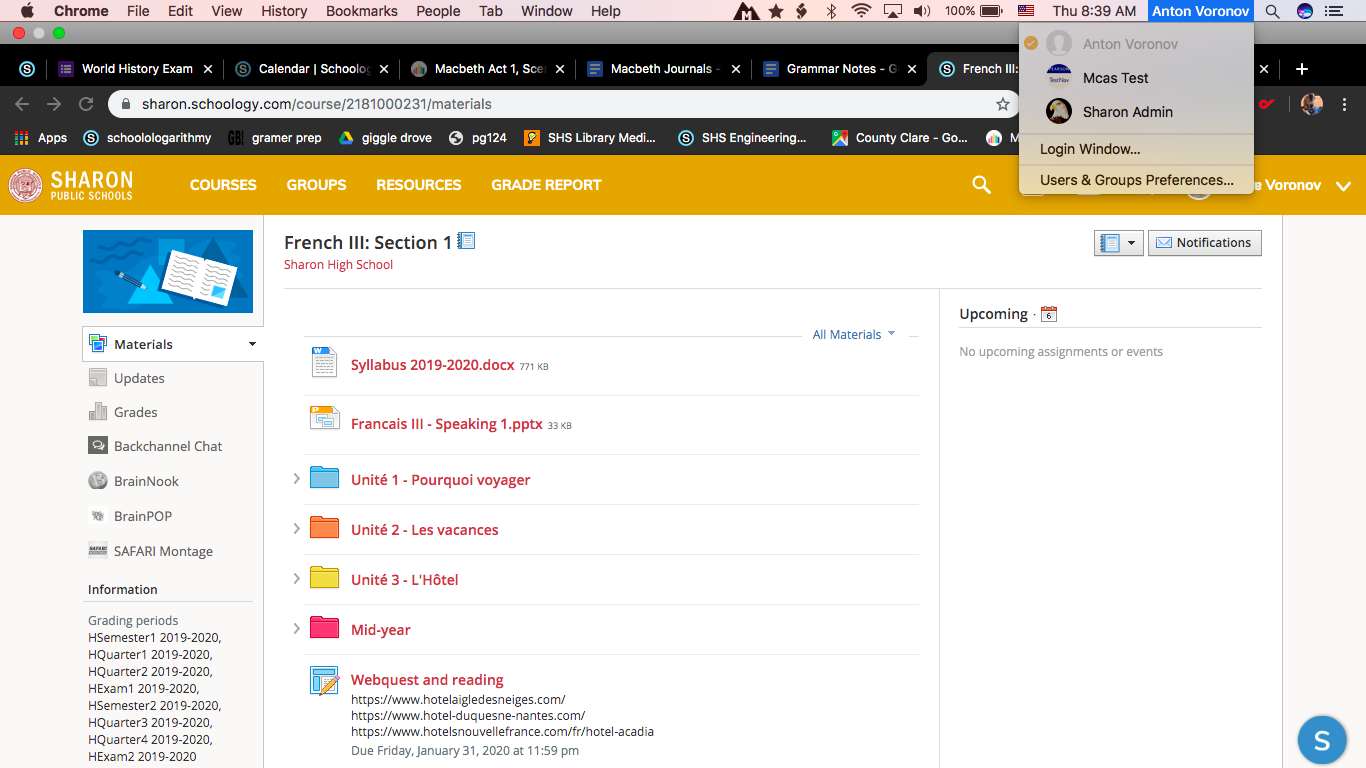 Chrome File Edit View History Bookmarks People Tab Window Help 100% Thu 8:39 AM Anton Voronov
Anton Voronov
Mcas Test
Sharon Admin
Login Window...
Users & Groups Preferences...
World History Exam Calendar | Schoolog Macbeth Act 1, Sce Macbeth Journals - Grammar Notes - G French III:
sharon.schoology.com/course/2181000231/materials
Apps schoolologarithmy GB! gramer prep giggle drove pg124 SHS Library Medi... SHS Engineering... County Clare - Go... M
SHARON
PUBLIC SCHOOLS
COURSES GROUPS RESOURCES GRADE REPORT Voronov
French III: Section 1
Sharon High School
Notifications
Materials
Updates
Grades
Backchannel Chat
BrainNook
BrainPOP
SAFARI Montage
Information
Grading periods
HSemester1 2019-2020,
HQuarter1 2019-2020,
HQuarter2 2019-2020,
HExam1 2019-2020,
HSemester2 2019-2020,
HQuarter3 2019-2020,
HQuarter4 2019-2020,
HExam2 2019-2020
All Materials
Syllabus 2019-2020.docx 771 KB
Francais III - Speaking 1.pptx 33 KB
Unité 1 - Pourquoi voyager
Unité 2 - Les vacances
Unité 3 - L'Hôtel
Mid-year
Webquest and reading
https://www.hotelaigledesneiges.com/
https://www.hotel-duquesne-nantes.com/
https://www.hotelsnouvellefrance.com/fr/hotel-acadia
Due Friday, January 31, 2020 at 11:59 pm
Upcoming · 6
No upcoming assignments or events
S